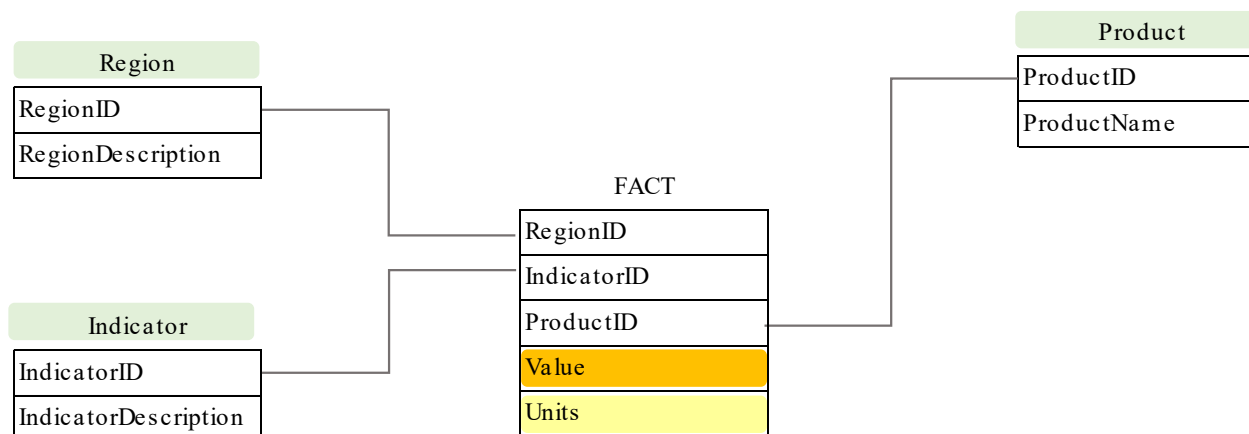 Product
ProductID
ProductName
Region
RegionID
RegionDescription
FACT
RegionID
IndicatorID
ProductID
Value
Units
Indicator
IndicatorID
IndicatorDescription